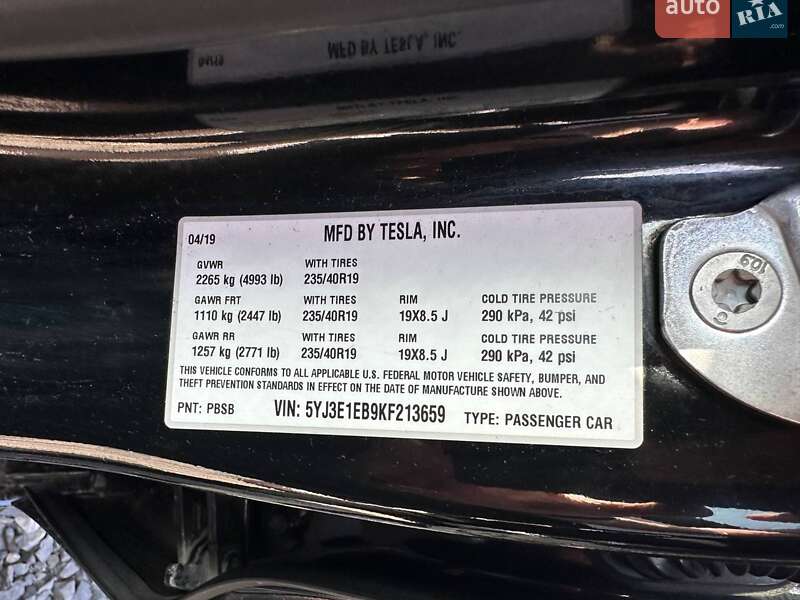 auto
RIA
.com
04/19 MFD BY TESLA, INC.
GVWR WITH TIRES
2265 kg (4993 lb) 235/40R19
GAWR FRT WITH TIRES RIM COLD TIRE PRESSURE
1110 kg (2447 lb) 235/40R19 19X8.5 J 290 kPa, 42 psi
GAWR RR WITH TIRES RIM COLD TIRE PRESSURE
1257 kg (2771 lb) 235/40R19 19X8.5 J 290 kPa, 42 psi
THIS VEHICLE CONFORMS TO ALL APPLICABLE U.S. FEDERAL MOTOR VEHICLE SAFETY, BUMPER, AND
THEFT PREVENTION STANDARDS IN EFFECT ON THE DATE OF MANUFACTURE SHOWN ABOVE.
PNT: PBSB VIN: 5YJ3E1EB9KF213659 TYPE: PASSENGER CAR
109